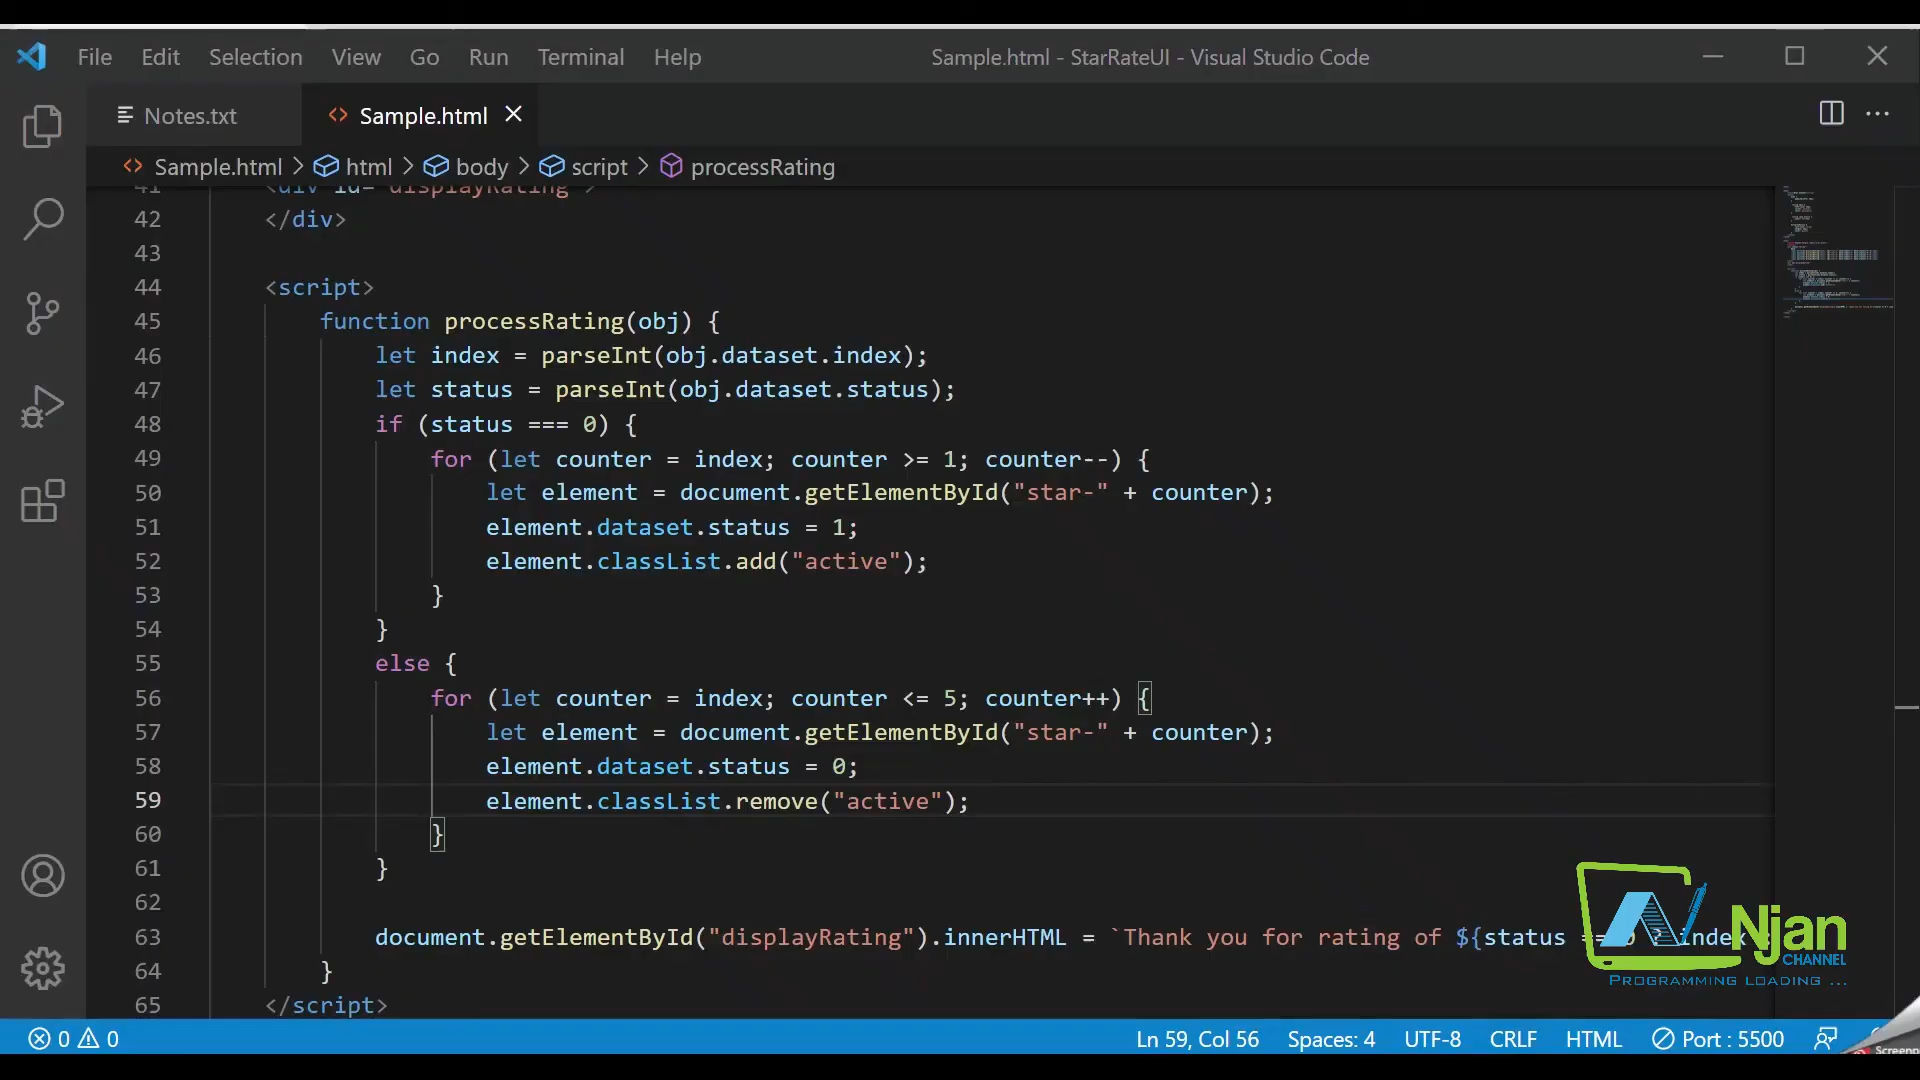 File Edit Selection View Go Run Terminal Help Sample.html - StarRateUI - Visual Studio Code
Notes.txt Sample.html
Sample.html > html > body > script > processRating
41 <div id="displayRating">
42 </div>
43
44 <script>
45 function processRating(obj) {
46 let index = parseInt(obj.dataset.index);
47 let status = parseInt(obj.dataset.status);
48 if (status === 0) {
49 for (let counter = index; counter >= 1; counter--) {
50 let element = document.getElementById("star-" + counter);
51 element.dataset.status = 1;
52 element.classList.add("active");
53 }
54 }
55 else {
56 for (let counter = index; counter <= 5; counter++) {
57 let element = document.getElementById("star-" + counter);
58 element.dataset.status = 0;
59 element.classList.remove("active");
60 }
61 }
62
63 document.getElementById("displayRating").innerHTML = `Thank you for rating of ${status == 0 ? index
64 }
65 </script>
Njan
CHANNEL
PROGRAMMING LOADING ...
0 0 Ln 59, Col 56 Spaces: 4 UTF-8 CRLF HTML Port : 5500